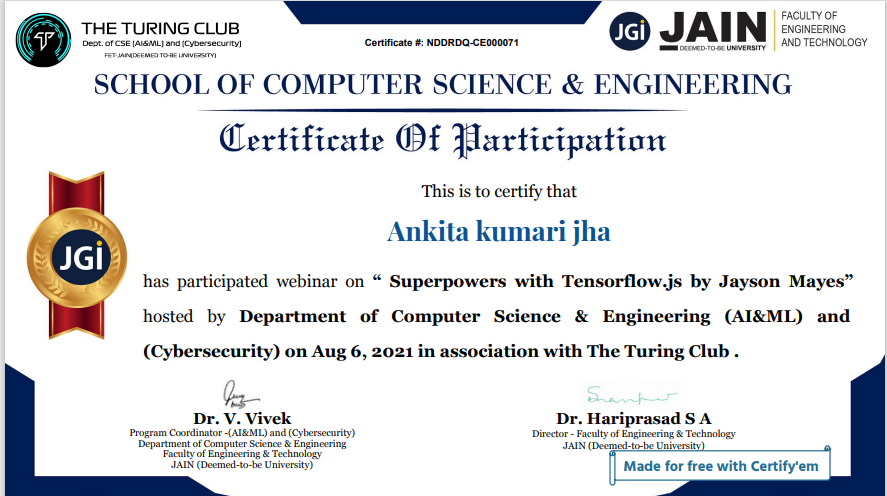 THE TURING CLUB
Dept. of CSE [AI&ML] and [Cybersecurity]
FET-JAIN(DEEMED TO BE UNIVERSITY)
Certificate #: NDDRDQ-CE000071
JGi
JAIN
DEEMED-TO-BE UNIVERSITY
FACULTY OF
ENGINEERING
AND TECHNOLOGY
SCHOOL OF COMPUTER SCIENCE & ENGINEERING
Certificate Of Participation
This is to certify that
Ankita kumari jha
JGi
has participated webinar on “ Superpowers with Tensorflow.js by Jayson Mayes”
hosted by Department of Computer Science & Engineering (AI&ML) and
(Cybersecurity) on Aug 6, 2021 in association with The Turing Club .
Dr. V. Vivek
Program Coordinator -(AI&ML) and (Cybersecurity)
Department of Computer Science & Engineering
Faculty of Engineering & Technology
JAIN (Deemed-to-be University)
Dr. Hariprasad S A
Director - Faculty of Engineering & Technology
JAIN (Deemed-to-be University)
Made for free with Certify'em